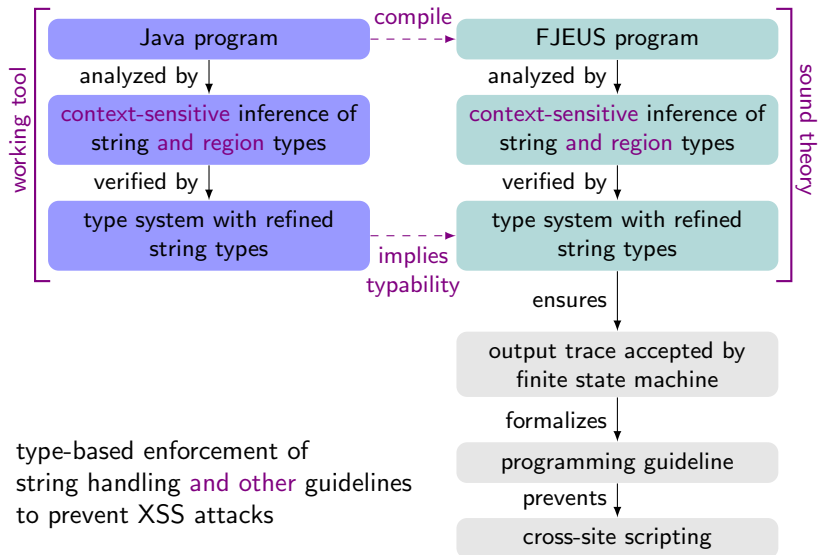 compile
Java program
FJEUS program
analyzed by
analyzed by
working tool
context-sensitive inference of
string and region types
context-sensitive inference of
string and region types
sound theory
verified by
verified by
type system with refined
string types
implies
typability
type system with refined
string types
ensures
output trace accepted by
finite state machine
formalizes
type-based enforcement of
string handling and other guidelines
to prevent XSS attacks
programming guideline
prevents
cross-site scripting